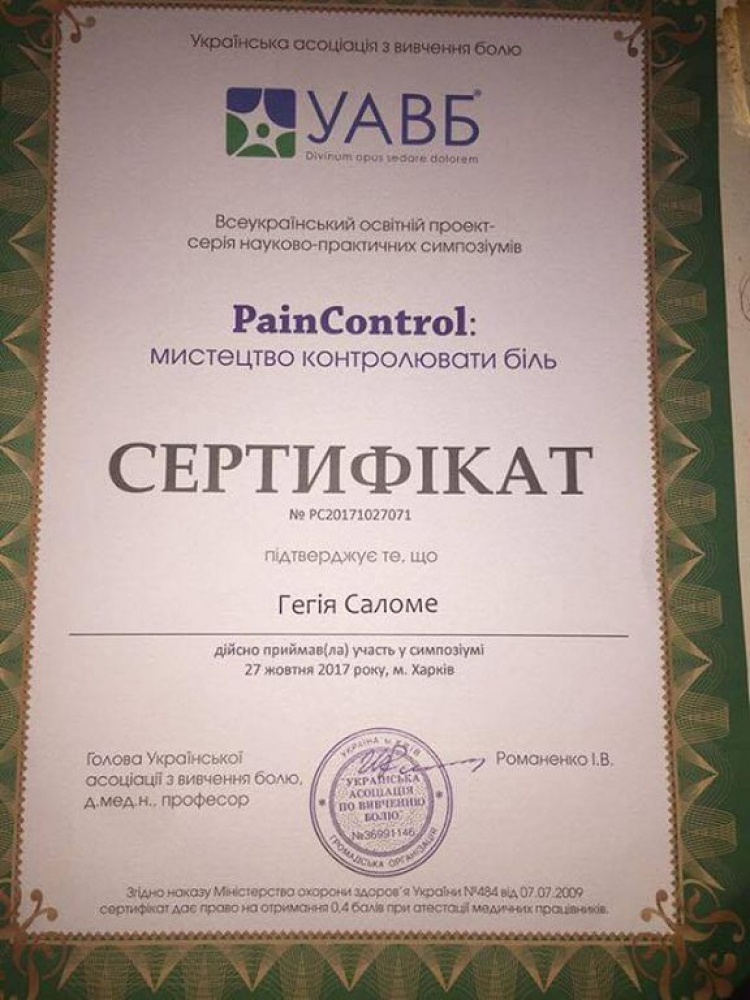 Українська асоціація з вивчення болю
УАВБ®
Divinum opus sedare dolorem
Всеукраїнський освітній проект-
серія науково-практичних симпозіумів
PainControl:
мистецтво контролювати біль
СЕРТИФІКАТ
№ PC20171027071
підтверджує те, що
Гегія Саломе
дійсно приймав(ла) участь у симпозіумі
27 жовтня 2017 року, м. Харків
Голова Української
асоціації з вивчення болю,
д.мед.н., професор
УКРАЇНА м. КИЇВ
УКРАЇНСЬКА
АСОЦІАЦІЯ
ПО ВИВЧЕННЮ
БОЛЮ
№36991146
ГРОМАДСЬКА ОРГАНІЗАЦІЯ
Романенко І.В.
Згідно наказу Міністерства охорони здоров'я України №484 від 07.07.2009
сертифікат дає право на отримання 0,4 балів при атестації медичних працівників.